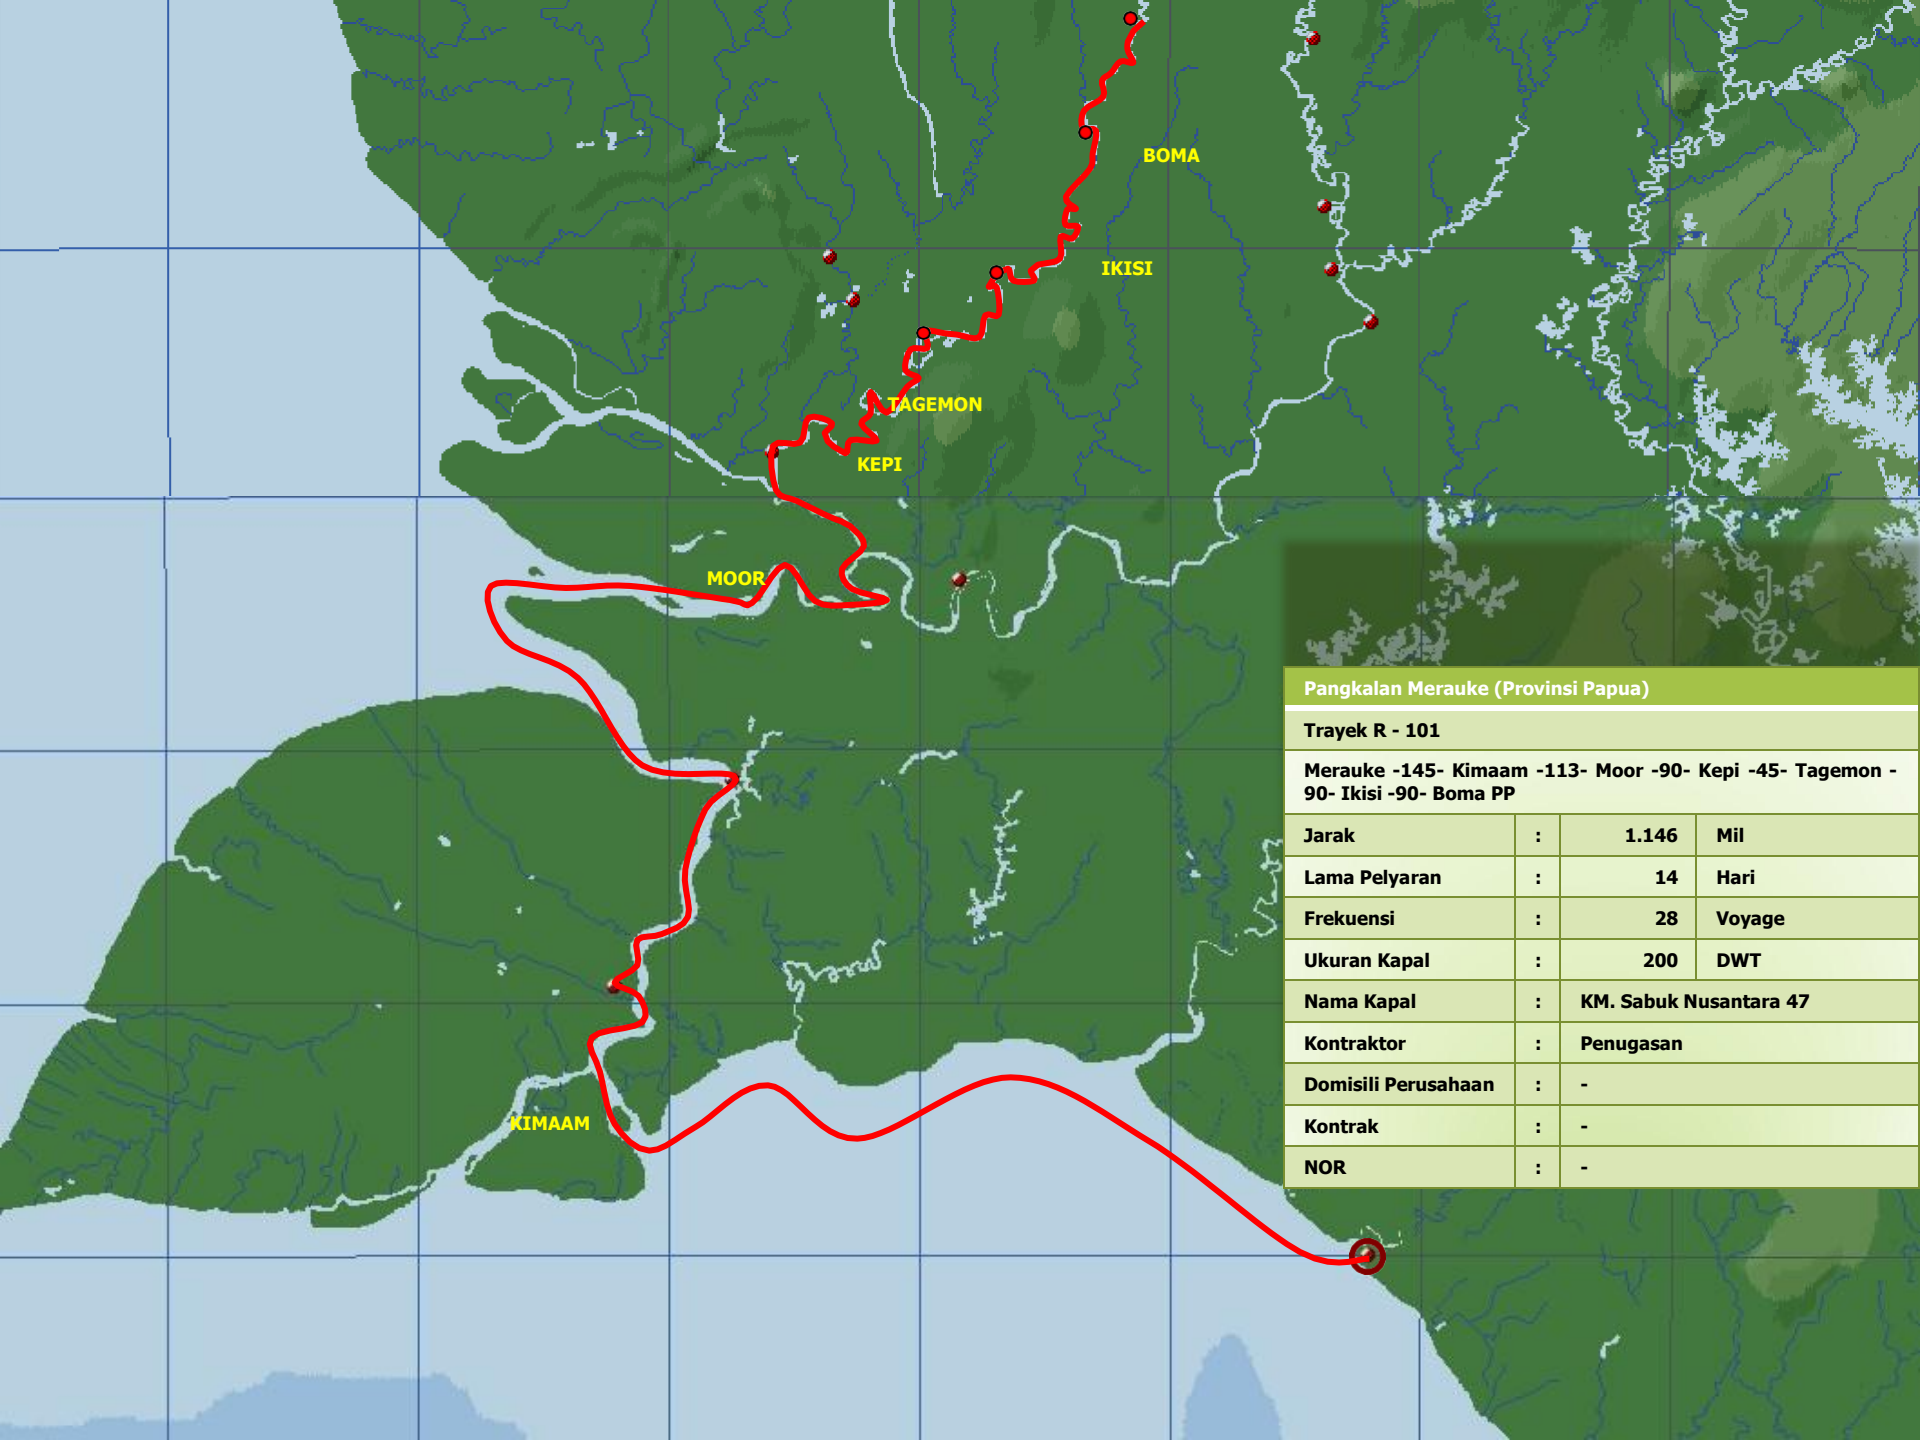 BOMA
IKISI
TAGEMON
KEPI
MOOR
KIMAAM
Pangkalan Merauke (Provinsi Papua)
Trayek R - 101
Merauke -145- Kimaam -113- Moor -90- Kepi -45- Tagemon -
90- Ikisi -90- Boma PP
Jarak : 1.146 Mil
Lama Pelyaran : 14 Hari
Frekuensi : 28 Voyage
Ukuran Kapal : 200 DWT
Nama Kapal : KM. Sabuk Nusantara 47
Kontraktor : Penugasan
Domisili Perusahaan : -
Kontrak : -
NOR : -